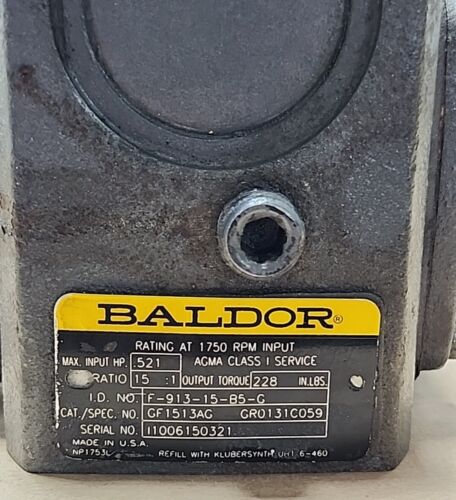 BALDOR®
RATING AT 1750 RPM INPUT
MAX. INPUT HP. .521 AGMA CLASS I SERVICE
RATIO 15 :1 OUTPUT TORQUE 228 IN.LBS.
I.D. NO. F-913-15-B5-G
CAT./SPEC. NO. GF1513AG GR0131C059
SERIAL NO. I1006150321
MADE IN U.S.A.
NP1753L REFILL WITH KLUBERSYNTH UH1 6-460